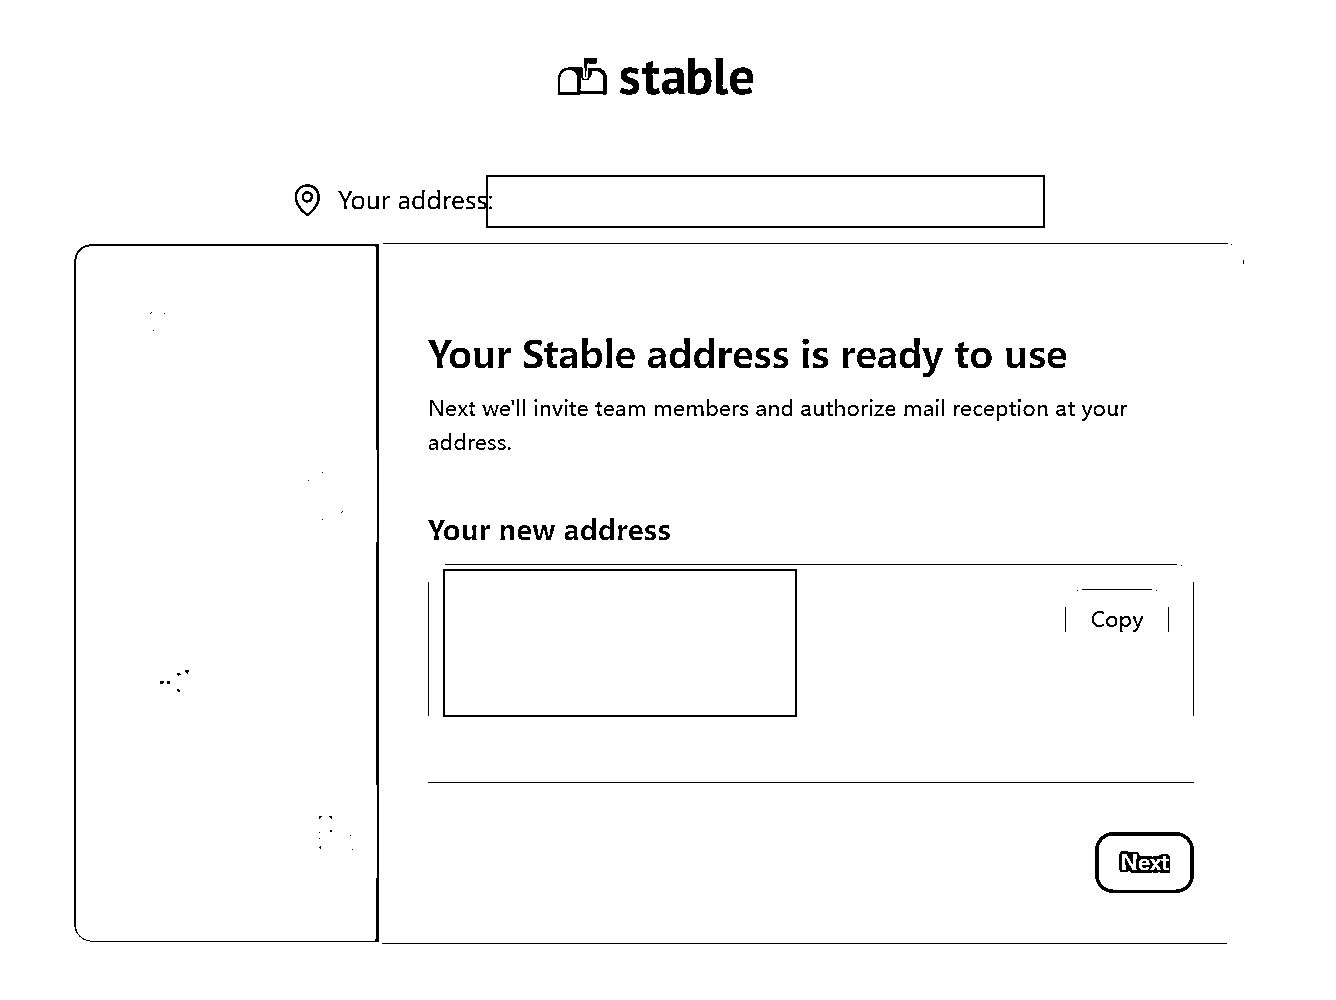 stable
Your address:
Your Stable address is ready to use
Next we'll invite team members and authorize mail reception at your
address.
Your new address
Copy
Next